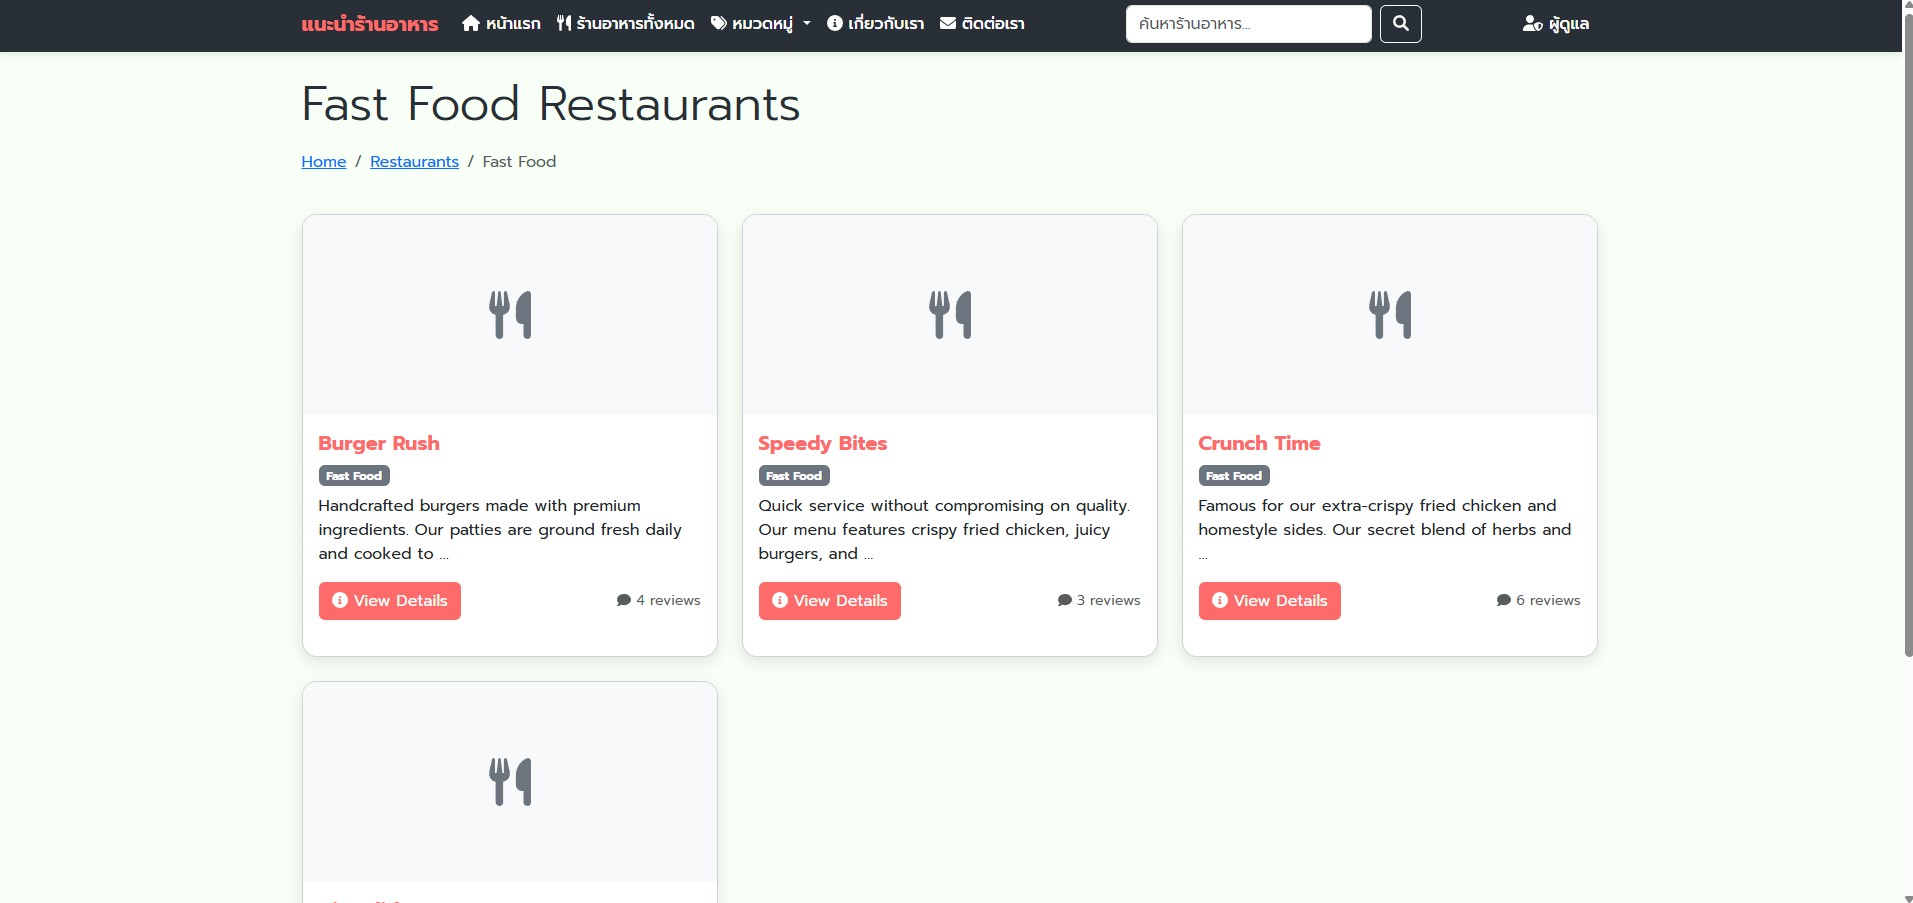 แนะนำร้านอาหาร หน้าแรก ร้านอาหารทั้งหมด หมวดหมู่ เกี่ยวกับเรา ติดต่อเรา ค้นหาร้านอาหาร... ผู้ดูแล
Fast Food Restaurants
Home / Restaurants / Fast Food
Burger Rush
Fast Food
Handcrafted burgers made with premium
ingredients. Our patties are ground fresh daily
and cooked to ...
View Details 4 reviews
Speedy Bites
Fast Food
Quick service without compromising on quality.
Our menu features crispy fried chicken, juicy
burgers, and ...
View Details 3 reviews
Crunch Time
Fast Food
Famous for our extra-crispy fried chicken and
homestyle sides. Our secret blend of herbs and
...
View Details 6 reviews